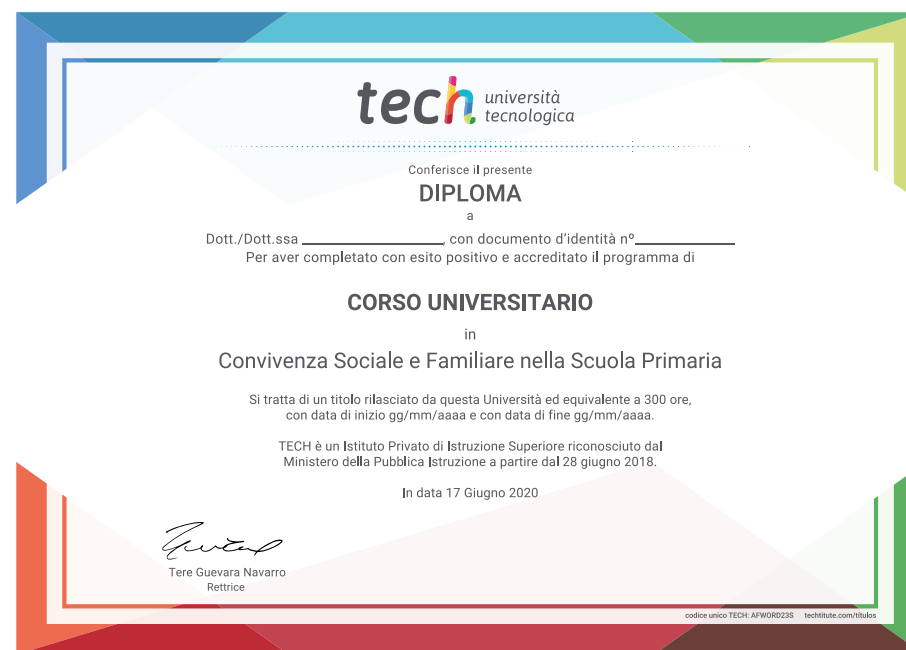 tech università
tecnologica
Conferisce il presente
DIPLOMA
a
Dott./Dott.ssa ____________________, con documento d'identità nº______________
Per aver completato con esito positivo e accreditato il programma di
CORSO UNIVERSITARIO
in
Convivenza Sociale e Familiare nella Scuola Primaria
Si tratta di un titolo rilasciato da questa Università ed equivalente a 300 ore,
con data di inizio gg/mm/aaaa e con data di fine gg/mm/aaaa.
TECH è un Istituto Privato di Istruzione Superiore riconosciuto dal
Ministero della Pubblica Istruzione a partire dal 28 giugno 2018.
In data 17 Giugno 2020
Tere Guevara Navarro
Rettrice
codice unico TECH: AFWORD23S techtitute.com/titulos